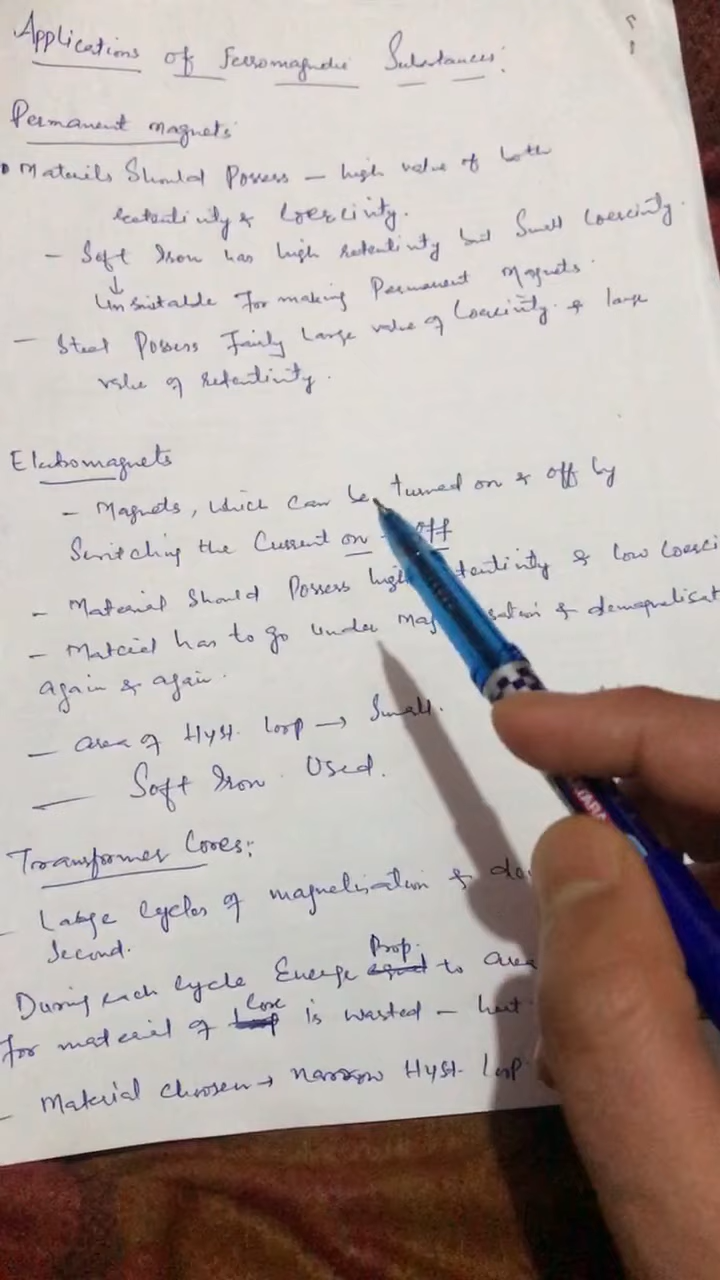 Applications of Ferromagnetic Substances:
Permanent magnets
• Materials Should Possess – high value of both
retentivity & Coercivity.
– Soft Iron has high retentivity but Small Coercivity.
↓
Unsuitable For making Permanent Magnets.
– Steel Possess Fairly Large value of Coercivity & large
value of retentivity.
Electromagnets
– Magnets, which can be turned on & off by
Switching the Current on - off
– Material Should Possess high & low
– Material has to go under &
again & again.
– area of Hyst. loop → Small.
– Soft Iron Used.
Transformer Cores:
– Large Cycles of magnetisation &
Second.
During each Cycle Energy Prop. to area
For material of Core is wasted – heat
– Material choosen → narrow Hyst. Loop